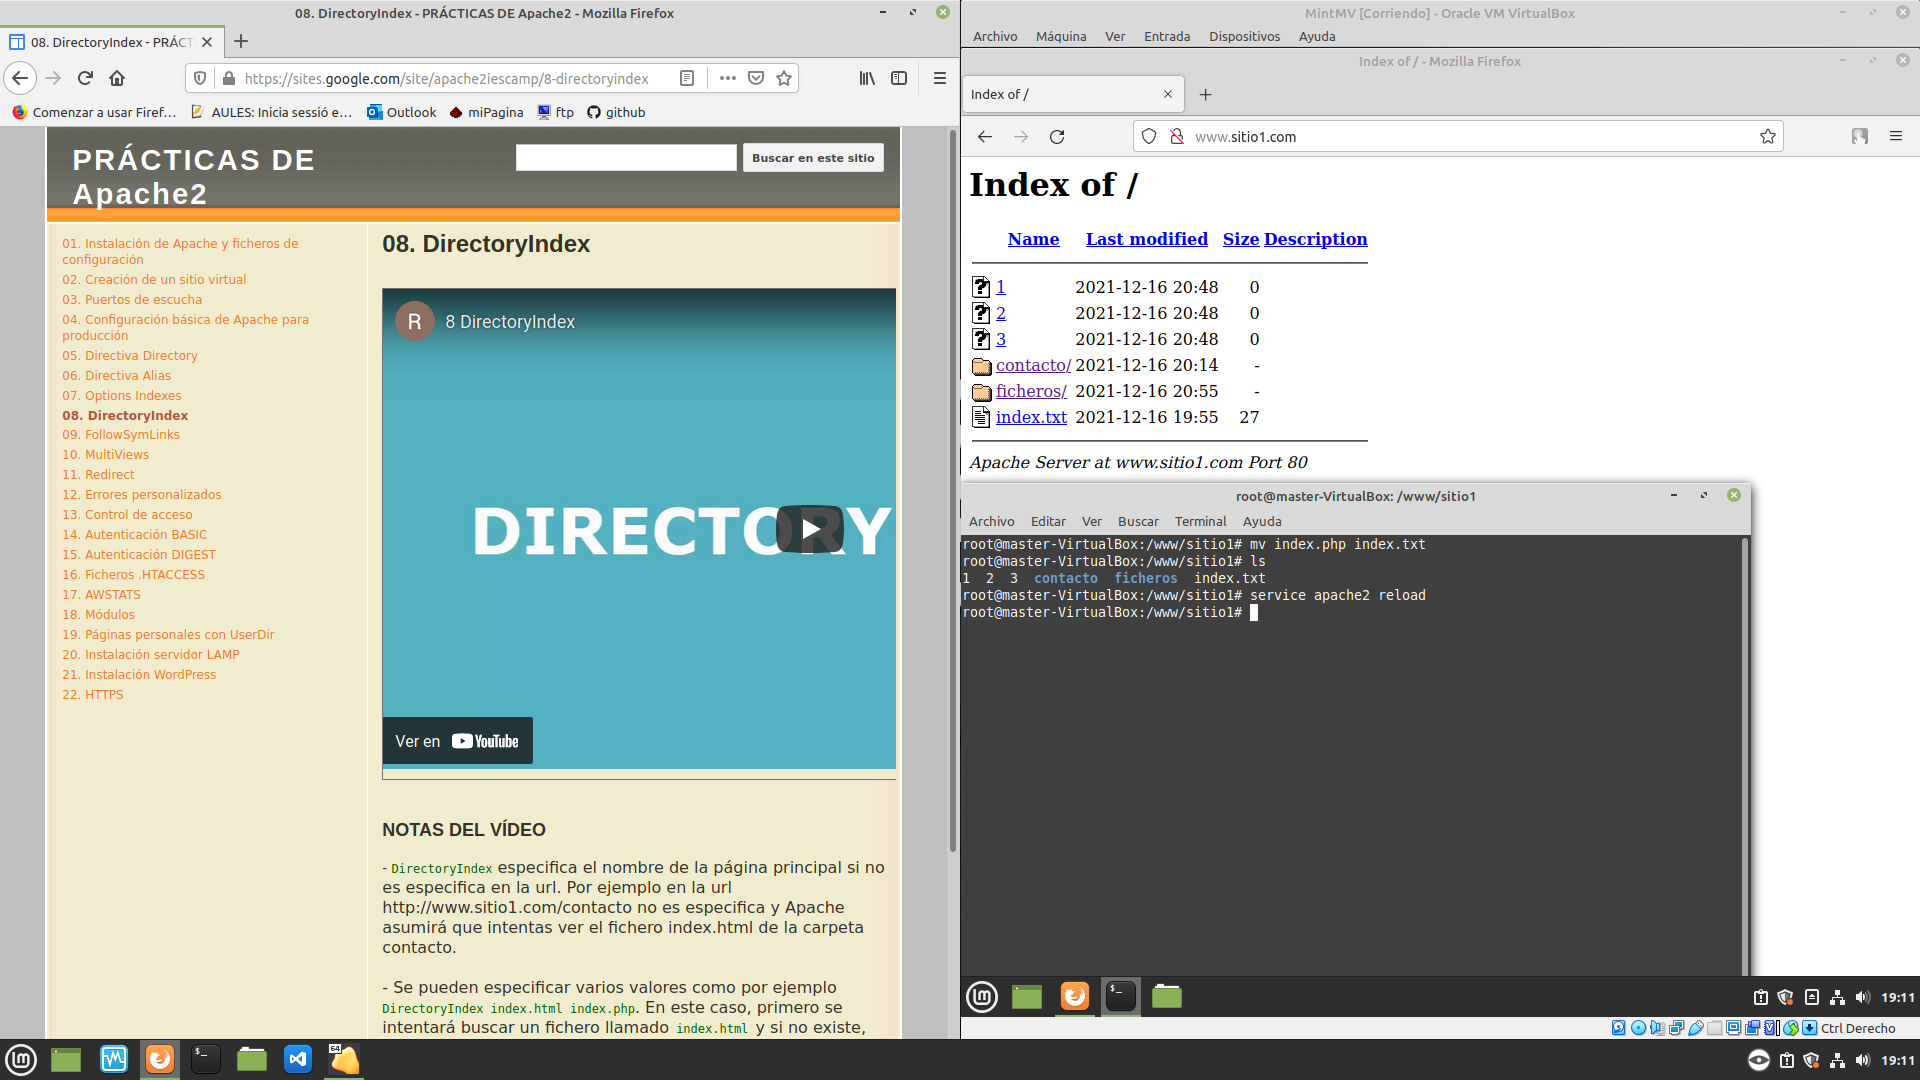 08. DirectoryIndex - PRÁCTICAS DE Apache2 - Mozilla Firefox
08. DirectoryIndex - PRÁCT
https://sites.google.com/site/apache2iescamp/8-directoryindex
Comenzar a usar Firef…
AULES: Inicia sessió e…
Outlook
miPagina
ftp
github
PRÁCTICAS DE
Apache2
Buscar en este sitio
01. Instalación de Apache y ficheros de
configuración
02. Creación de un sitio virtual
03. Puertos de escucha
04. Configuración básica de Apache para
producción
05. Directiva Directory
06. Directiva Alias
07. Options Indexes
08. DirectoryIndex
09. FollowSymLinks
10. MultiViews
11. Redirect
12. Errores personalizados
13. Control de acceso
14. Autenticación BASIC
15. Autenticación DIGEST
16. Ficheros .HTACCESS
17. AWSTATS
18. Módulos
19. Páginas personales con UserDir
20. Instalación servidor LAMP
21. Instalación WordPress
22. HTTPS
08. DirectoryIndex
R
8 DirectoryIndex
DIRECTORY
Ver en YouTube
NOTAS DEL VÍDEO
- DirectoryIndex especifica el nombre de la página principal si no
es especifica en la url. Por ejemplo en la url
http://www.sitio1.com/contacto no es especifica y Apache
asumirá que intentas ver el fichero index.html de la carpeta
contacto.
- Se pueden especificar varios valores como por ejemplo
DirectoryIndex index.html index.php. En este caso, primero se
intentará buscar un fichero llamado index.html y si no existe,
MintMV [Corriendo] - Oracle VM VirtualBox
Archivo Máquina Ver Entrada Dispositivos Ayuda
Index of / - Mozilla Firefox
Index of /
www.sitio1.com
Index of /
Name Last modified Size Description
1 2021-12-16 20:48 0
2 2021-12-16 20:48 0
3 2021-12-16 20:48 0
contacto/ 2021-12-16 20:14 -
ficheros/ 2021-12-16 20:55 -
index.txt 2021-12-16 19:55 27
Apache Server at www.sitio1.com Port 80
root@master-VirtualBox: /www/sitio1
Archivo Editar Ver Buscar Terminal Ayuda
root@master-VirtualBox:/www/sitio1# mv index.php index.txt
root@master-VirtualBox:/www/sitio1# ls
1 2 3 contacto ficheros index.txt
root@master-VirtualBox:/www/sitio1# service apache2 reload
root@master-VirtualBox:/www/sitio1#
19:11
Ctrl Derecho
64
19:11